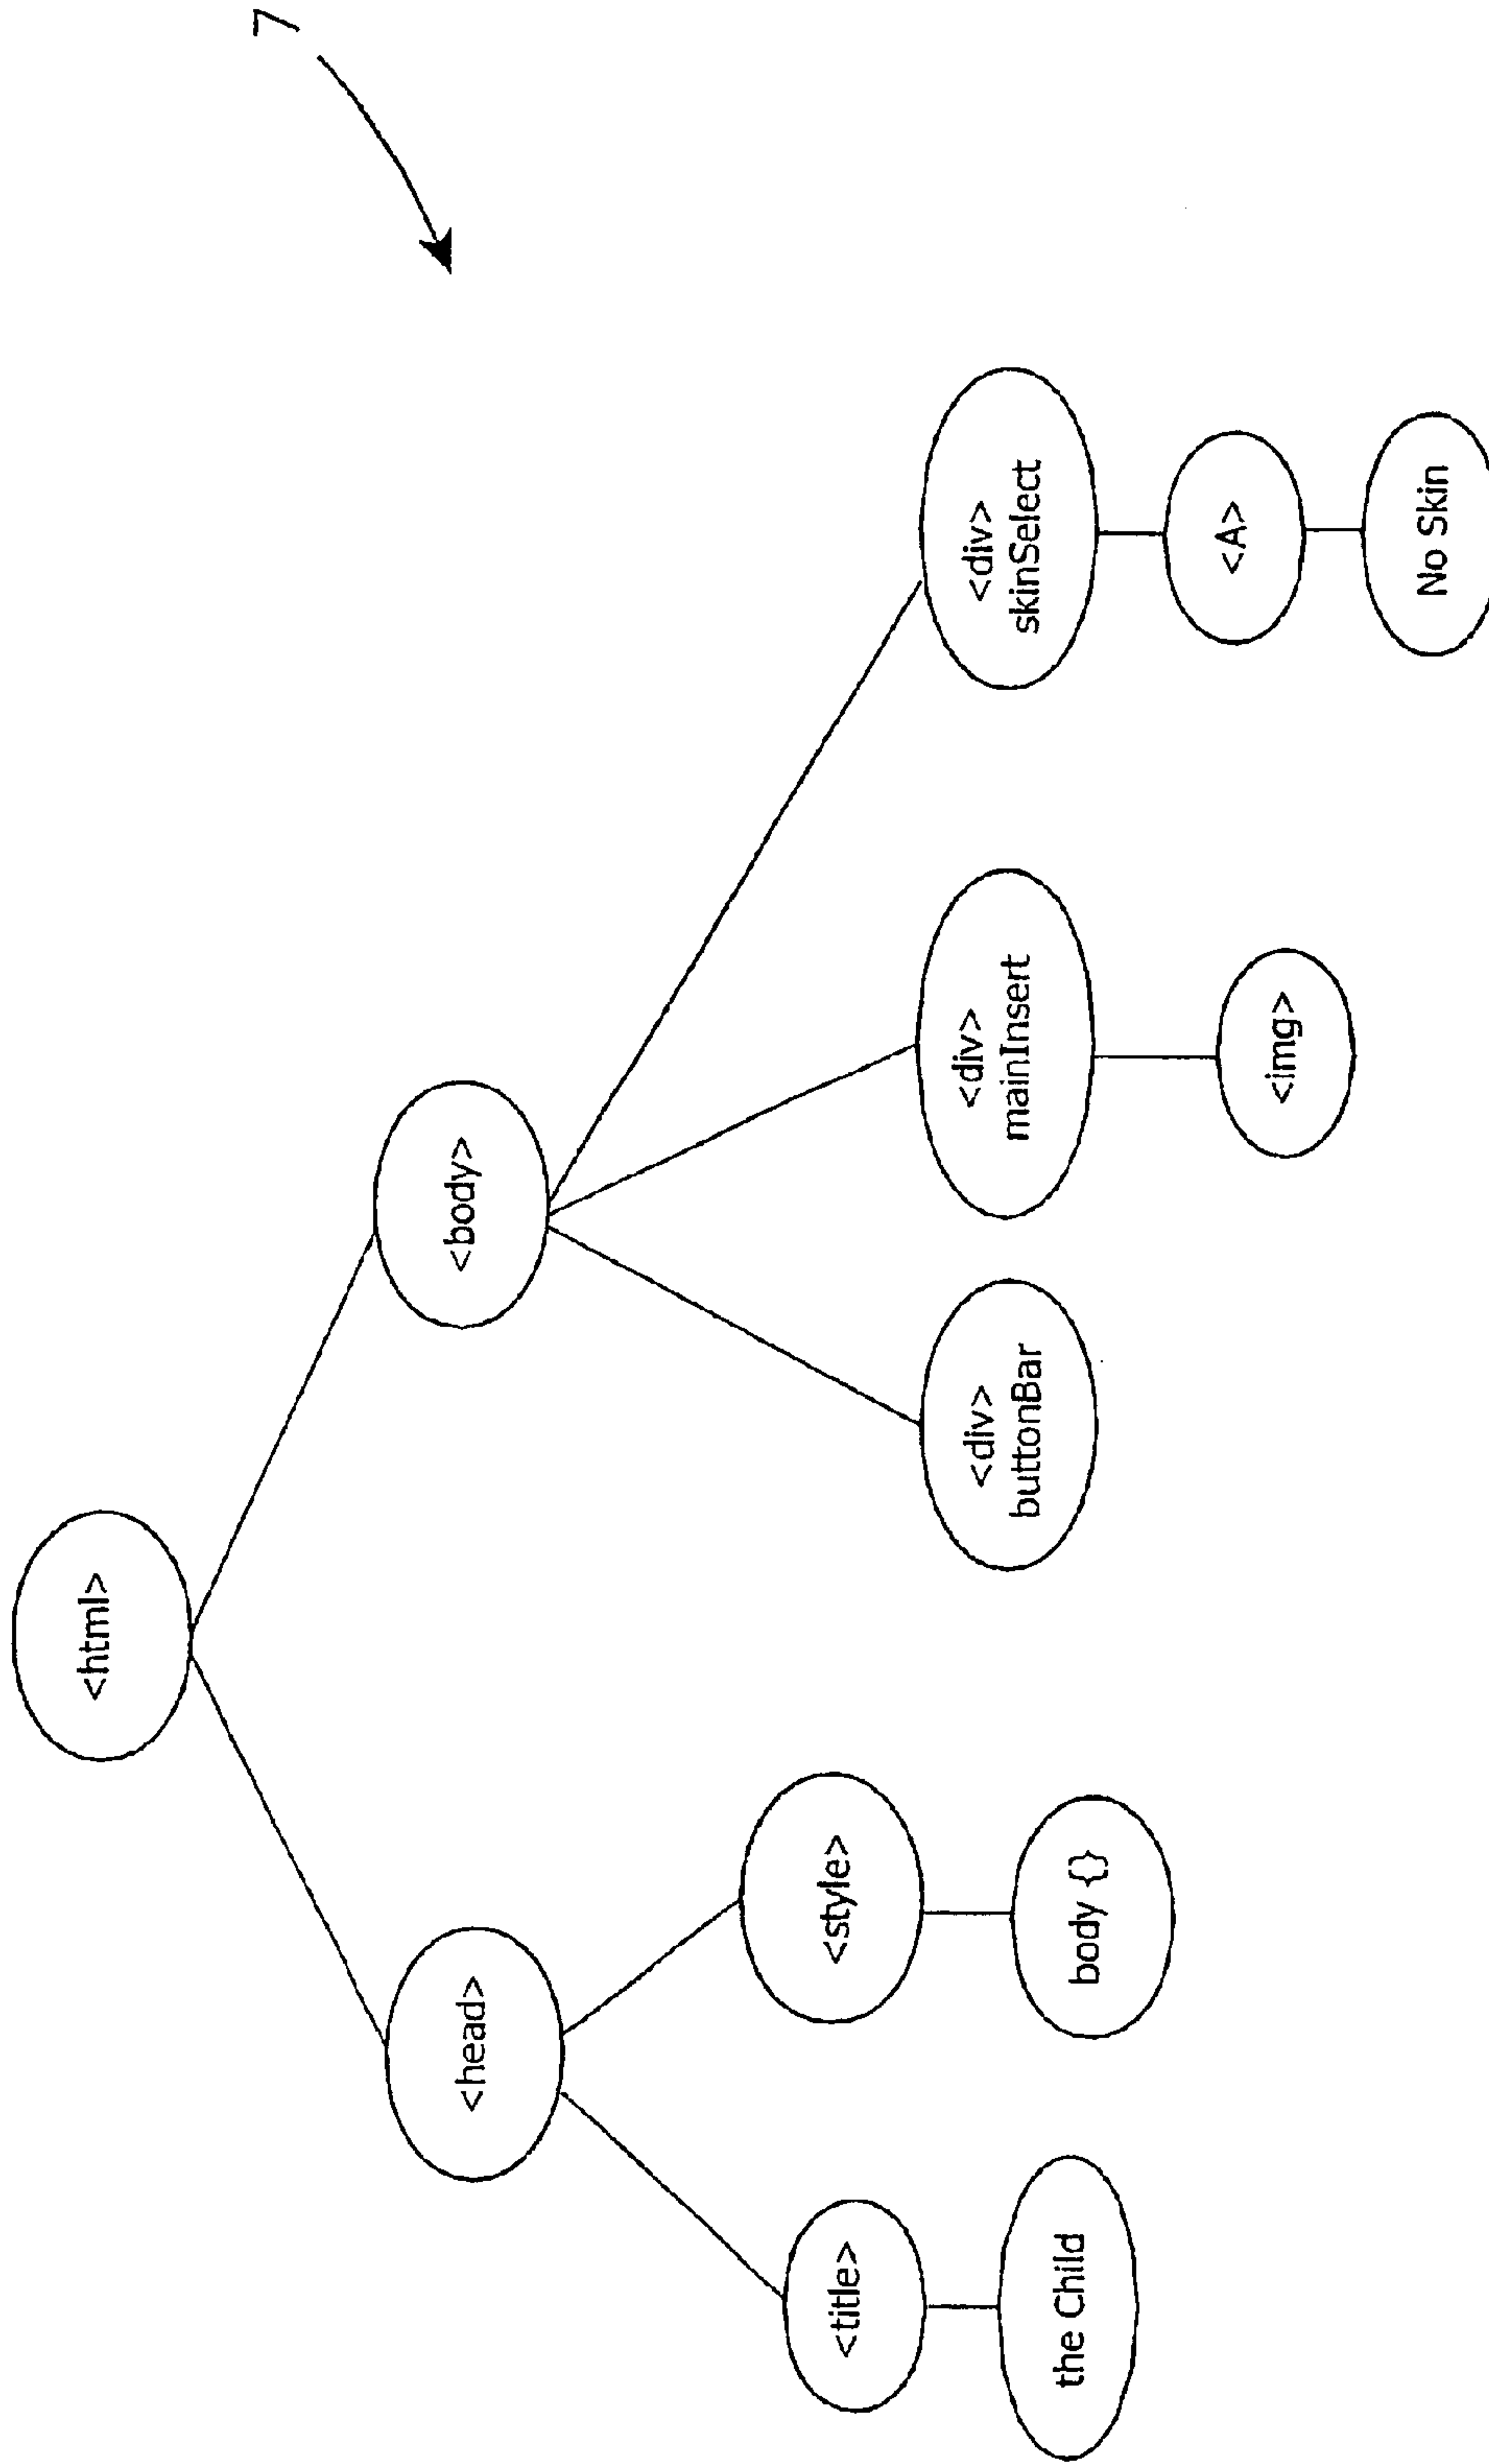 7
<html>
<head>
<body>
<title>
<style>
<div>
buttonBar
<div>
mainInsert
<div>
skinSelect
the Child
body {}
<img>
<A>
No Skin